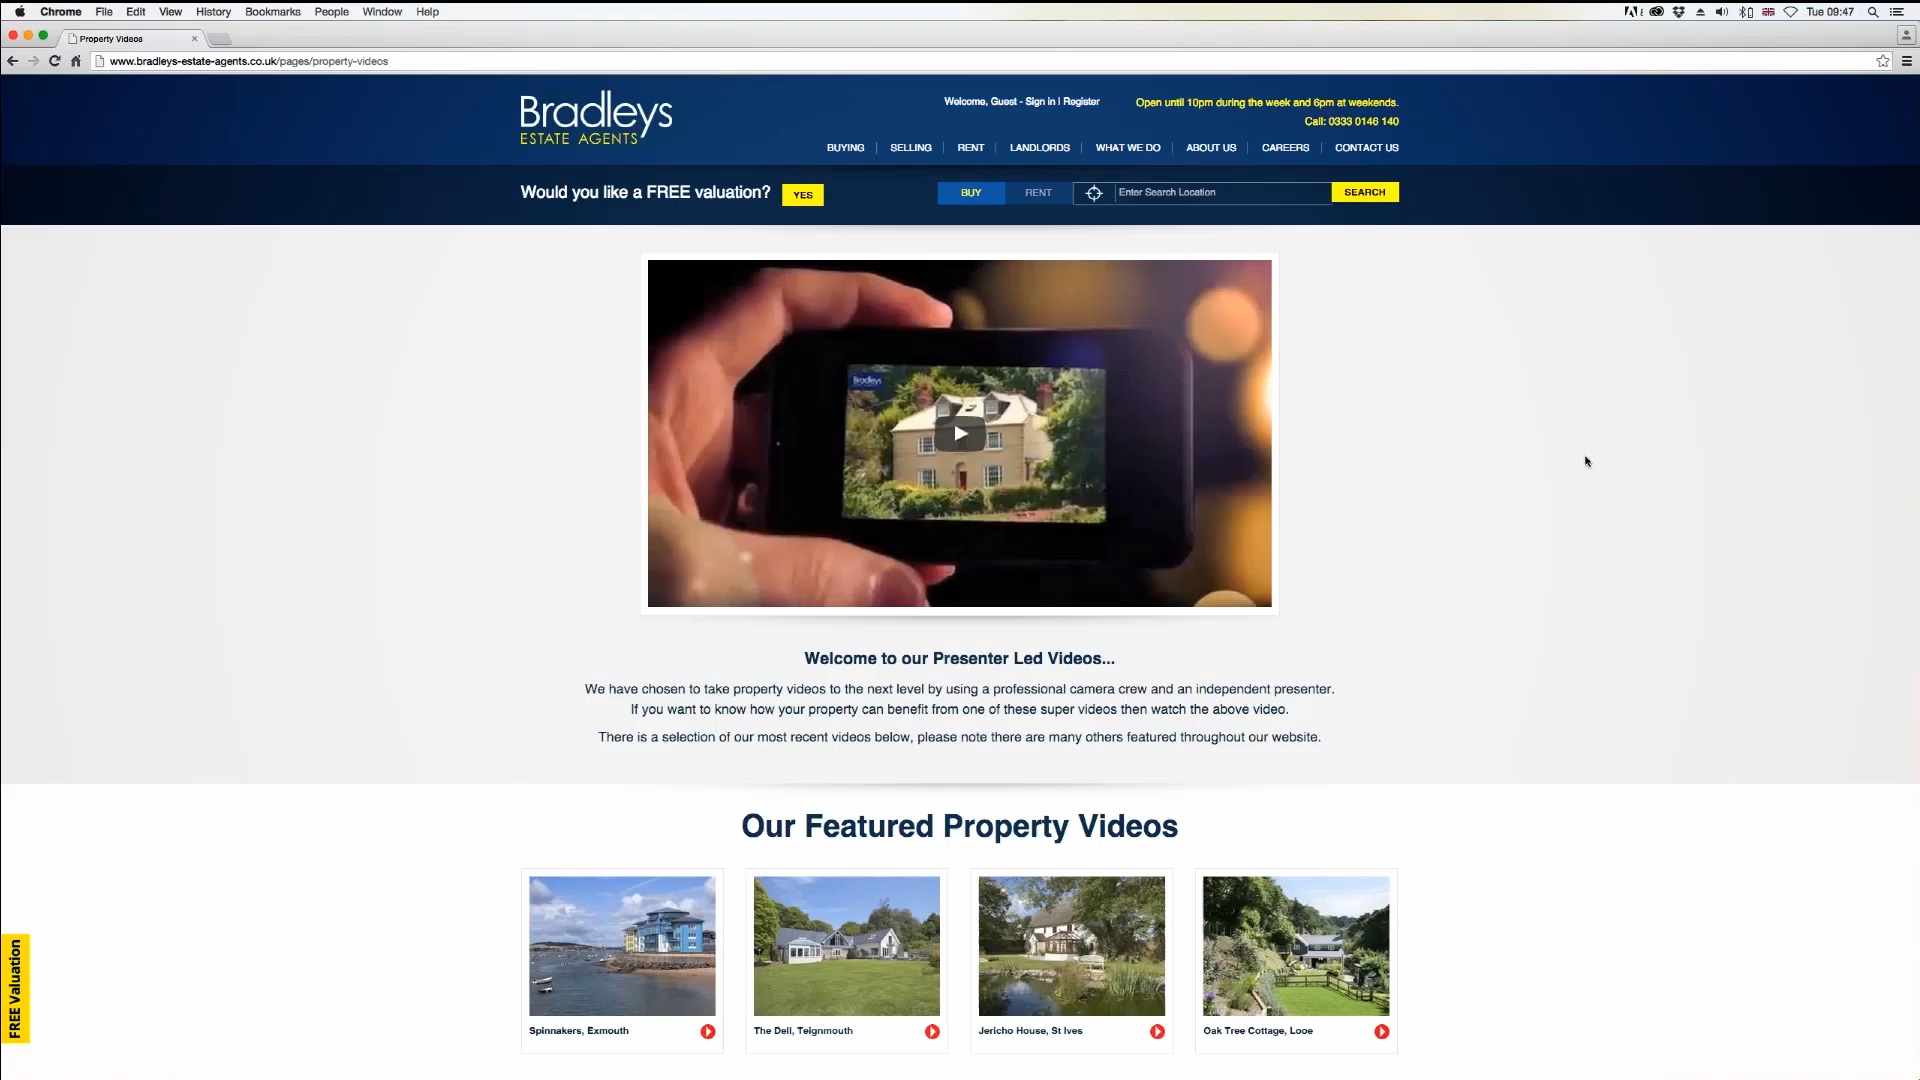 Chrome File Edit View History Bookmarks People Window Help
Tue 09:47
Property Videos
www.bradleys-estate-agents.co.uk/pages/property-videos
Bradleys
ESTATE AGENTS
Welcome, Guest - Sign in | Register
Open until 10pm during the week and 6pm at weekends.
Call: 0333 0146 140
BUYING | SELLING | RENT | LANDLORDS | WHAT WE DO | ABOUT US | CAREERS | CONTACT US
Would you like a FREE valuation? YES
BUY RENT Enter Search Location SEARCH
Bradleys
Welcome to our Presenter Led Videos...
We have chosen to take property videos to the next level by using a professional camera crew and an independent presenter.
If you want to know how your property can benefit from one of these super videos then watch the above video.
There is a selection of our most recent videos below, please note there are many others featured throughout our website.
Our Featured Property Videos
Spinnakers, Exmouth
The Dell, Teignmouth
Jericho House, St Ives
Oak Tree Cottage, Looe
FREE Valuation